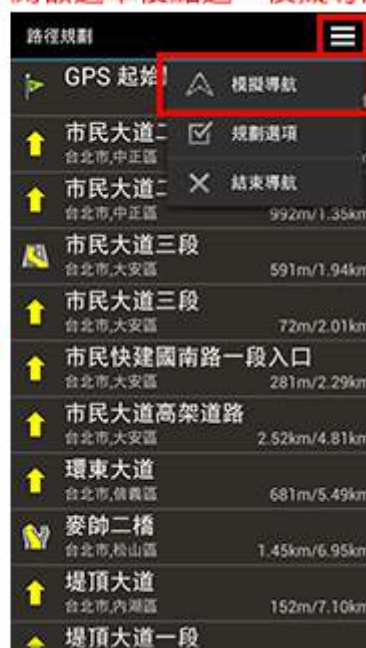 路徑規劃
GPS 起始
模擬導航
市民大道二
規劃選項
台北市,中正區
市民大道二
結束導航
台北市,中正區
992m/1.35km
市民大道三段
台北市,大安區
591m/1.94km
市民大道三段
台北市,大安區
72m/2.01km
市民快建國南路一段入口
台北市,大安區
281m/2.29km
市民大道高架道路
台北市,大安區
2.52km/4.81km
環東大道
台北市,信義區
681m/5.49km
麥帥二橋
台北市,松山區
1.45km/6.95km
堤頂大道
台北市,內湖區
152m/7.10km
堤頂大道一段